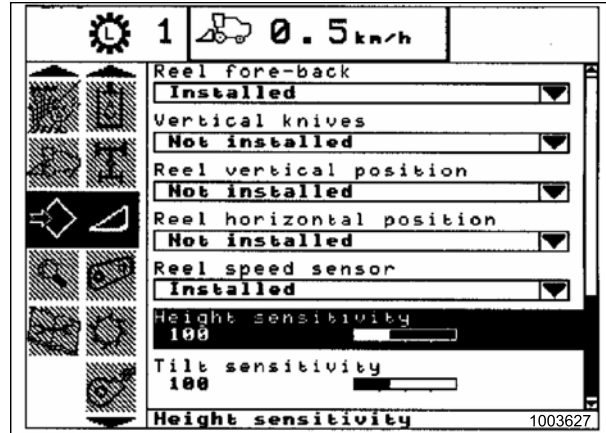 L 1 0.5km/h
Reel fore-back
Installed
Vertical knives
Not installed
Reel vertical position
Not installed
Reel horizontal position
Not installed
Reel speed sensor
Installed
Height sensitivity
100
Tilt sensitivity
100
Height sensitivity
1003627